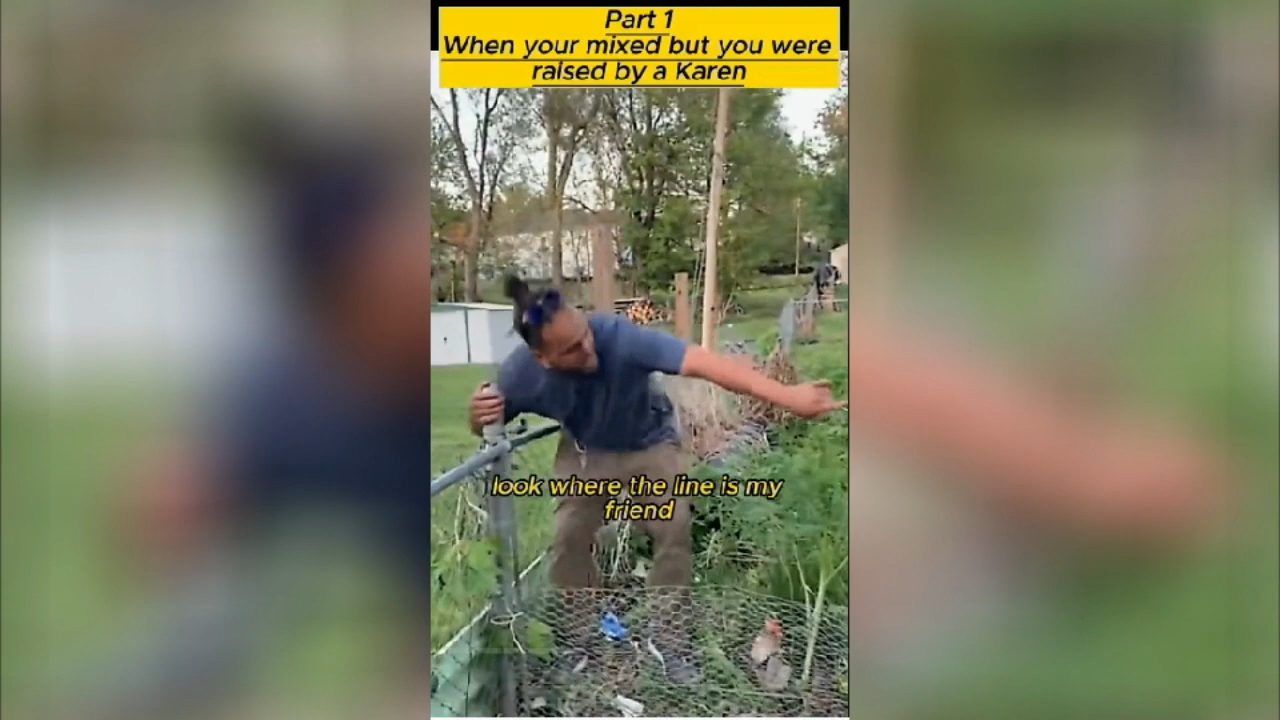 Part 1
When your mixed but you were
raised by a Karen
look where the line is my
friend